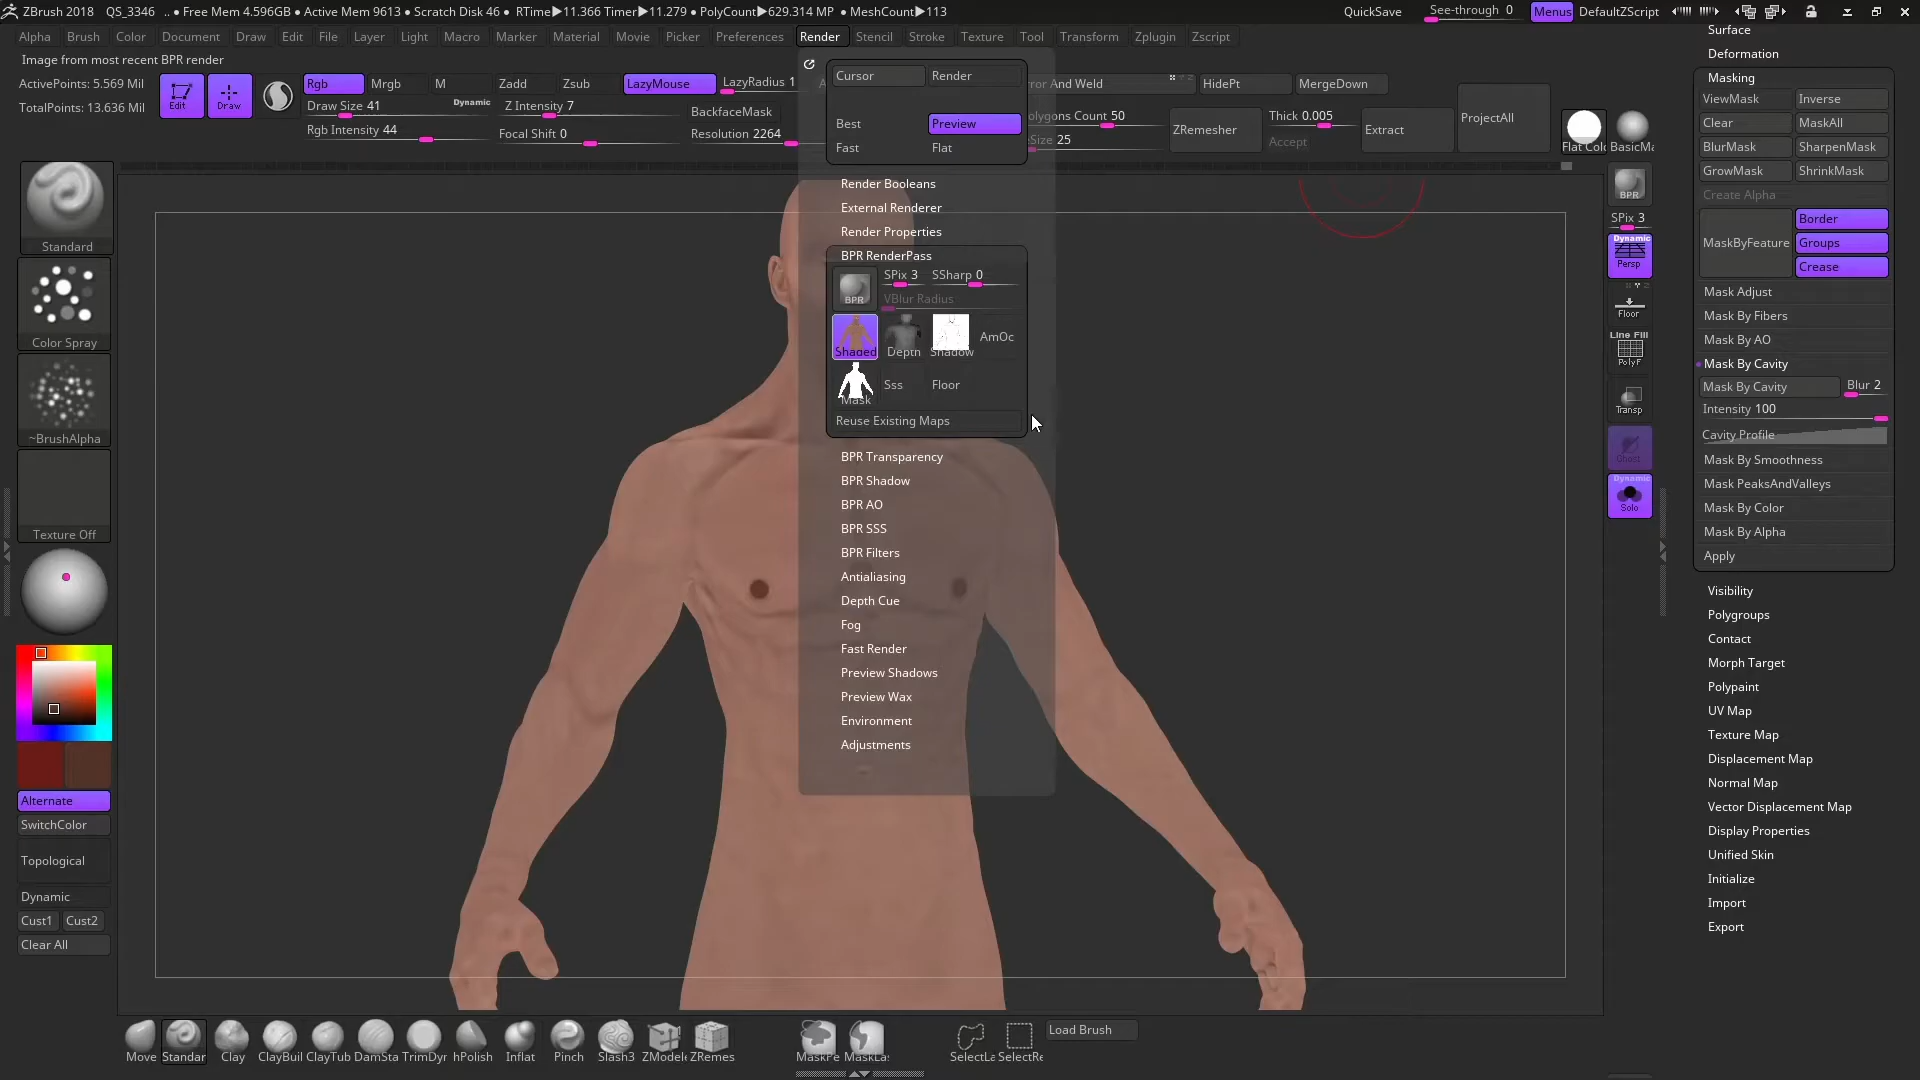 ZBrush 2018 QS_3346 .. ● Free Mem 4.596GB ● Active Mem 9613 ● Scratch Disk 46 ● RTime▶11.366 Timer▶11.279 ● PolyCount▶629.314 MP ● MeshCount▶113
QuickSave See-through 0 Menus DefaultZScript
Alpha Brush Color Document Draw Edit File Layer Light Macro Marker Material Movie Picker Preferences Processing Render Stencil Stroke Texture Tool Transform Zplugin Zscript
Image from most recent BPR render
ActivePoints: 5.569 Mil
TotalPoints: 13.636 Mil
Edit
Draw
Rgb Mrgb M Zadd Zsub
Draw Size 41 Dynamic Z Intensity 7
Rgb Intensity 44 Focal Shift 0
LazyMouse LazyRadius 1
BackfaceMask
Resolution 2264
ror And Weld HidePt MergeDown
olygons Count 50
Size 25
ZRemesher
Thick 0.005
Accept
Extract
ProjectAll
Flat Colo BasicMa
Standard
Color Spray
~BrushAlpha
Texture Off
Alternate
SwitchColor
Topological
Dynamic
Cust1 Cust2
Clear All
Cursor Render
Best Preview
Fast Flat
Render Booleans
External Renderer
Render Properties
BPR RenderPass
BPR
SPix 3 SSharp 0
VBlur Radius
Shaded Depth Shadow AmOc
Mask Sss Floor
Reuse Existing Maps
BPR Transparency
BPR Shadow
BPR AO
BPR SSS
BPR Filters
Antialiasing
Depth Cue
Fog
Fast Render
Preview Shadows
Preview Wax
Environment
Adjustments
BPR
SPix 3
Dynamic
Persp
Floor
Line Fill
PolyF
Transp
Ghost
Dynamic
Solo
Surface
Deformation
Masking
ViewMask Inverse
Clear MaskAll
BlurMask SharpenMask
GrowMask ShrinkMask
Create Alpha
MaskByFeature
Border
Groups
Crease
Mask Adjust
Mask By Fibers
Mask By AO
Mask By Cavity
Mask By Cavity Blur 2
Intensity 100
Cavity Profile
Mask By Smoothness
Mask PeaksAndValleys
Mask By Color
Mask By Alpha
Apply
Visibility
Polygroups
Contact
Morph Target
Polypaint
UV Map
Texture Map
Displacement Map
Normal Map
Vector Displacement Map
Display Properties
Unified Skin
Initialize
Import
Export
Move Standar Clay ClayBuil ClayTub DamSta TrimDyr hPolish Inflat Pinch Slash3 ZModele ZRemes
MaskPe MaskLas
SelectLa SelectRe
Load Brush